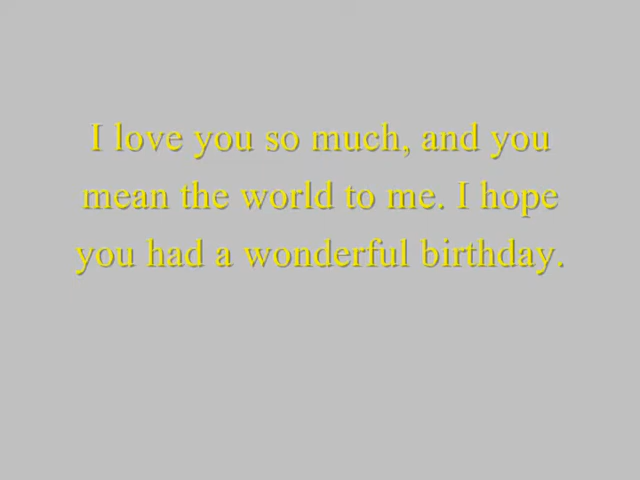 I love you so much, and you
mean the world to me. I hope
you had a wonderful birthday.